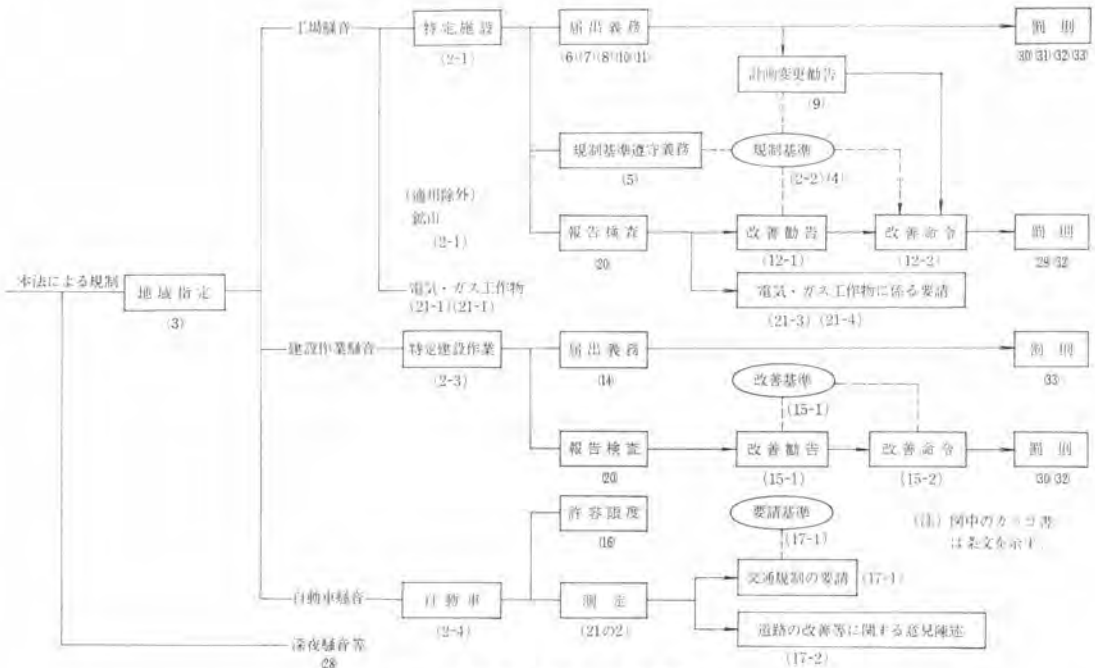 工場騒音
特定施設
(2-1)
届出義務
(6)(7)(8)(10)(11)
罰則
(30)(31)(32)(33)
計画変更勧告
(9)
規制基準遵守義務
(5)
規制基準
(2-2)(4)
(適用除外)
鉱山
(2-1)
報告検査
(20)
改善勧告
(12-1)
改善命令
(12-2)
罰則
(29)(32)
電気・ガス工作物
(21-1)(21-1)
電気・ガス工作物に係る要請
(21-3) (21-4)
本法による規制
地域指定
(3)
建設作業騒音
特定建設作業
(2-3)
届出義務
(14)
罰則
(33)
改善基準
(15-1)
報告検査
(20)
改善勧告
(15-1)
改善命令
(15-2)
罰則
(30)(32)
許容限度
(16)
要請基準
(17-1)
(注) 図中のカッコ書
は条文を示す
自動車騒音
自動車
(2-4)
測定
(21の2)
交通規制の要請
(17-1)
道路の改善等に関する意見陳述
(17-2)
深夜騒音等
(28)